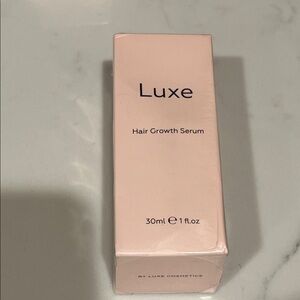 Luxe
Hair Growth Serum
30ml ℮ 1 fl.oz
BY LUXE COSMETICS